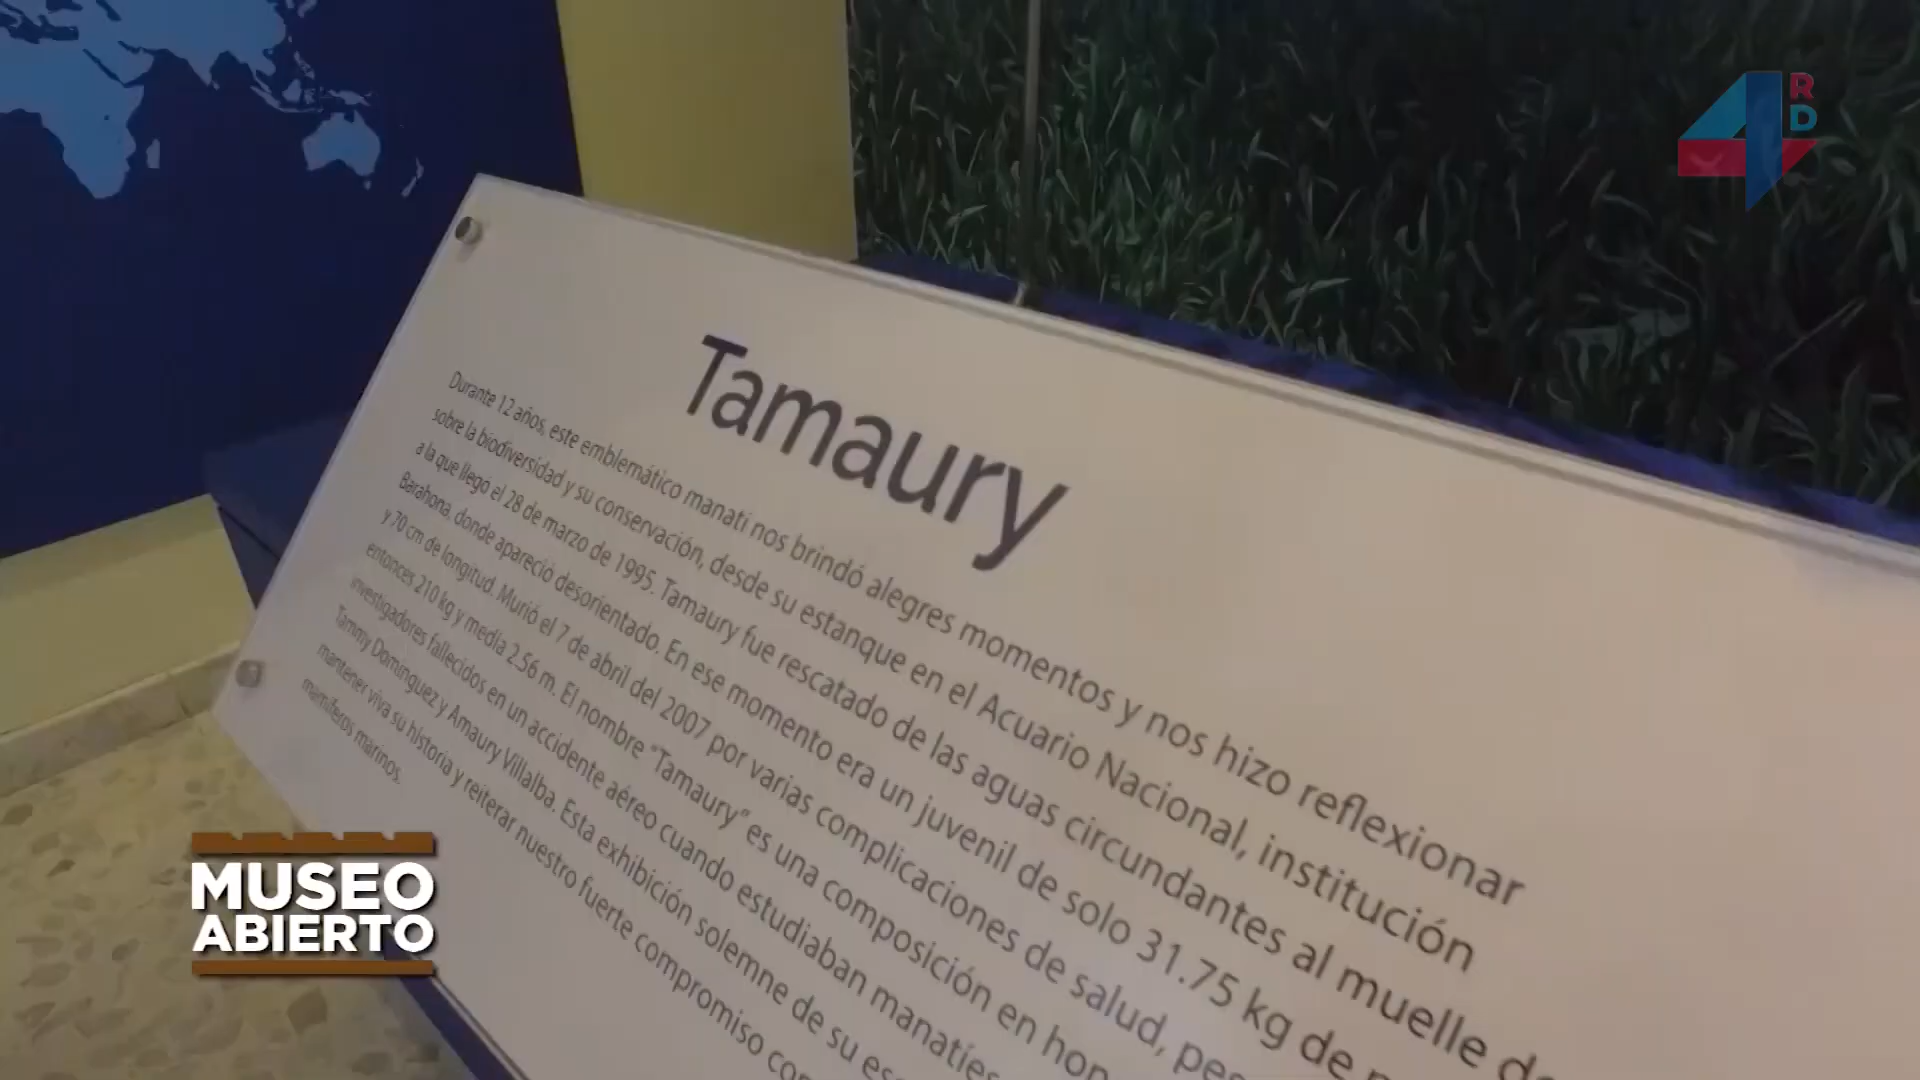 4
RD
Tamaury
Durante 12 años, este emblemático manatí nos brindó alegres momentos y nos hizo reflexionar
sobre la biodiversidad y su conservación, desde su estanque en el Acuario Nacional, institución
a la que llegó el 28 de marzo de 1995. Tamaury fue rescatado de las aguas circundantes al muelle de
Barahona, donde apareció desorientado. En ese momento era un juvenil de solo 31.75 kg de
y 70 cm de longitud. Murió el 7 de abril del 2007 por varias complicaciones de salud,
entonces 210 kg y medía 2.56 m. El nombre "Tamaury" es una composición en
investigadores fallecidos en un accidente aéreo cuando estudiaban manatíes
Tammy Domínguez y Amaury Villalba. Esta exhibición solemne de su
mantener viva su historia y reiterar nuestro fuerte compromiso
mamíferos marinos.
MUSEO
ABIERTO